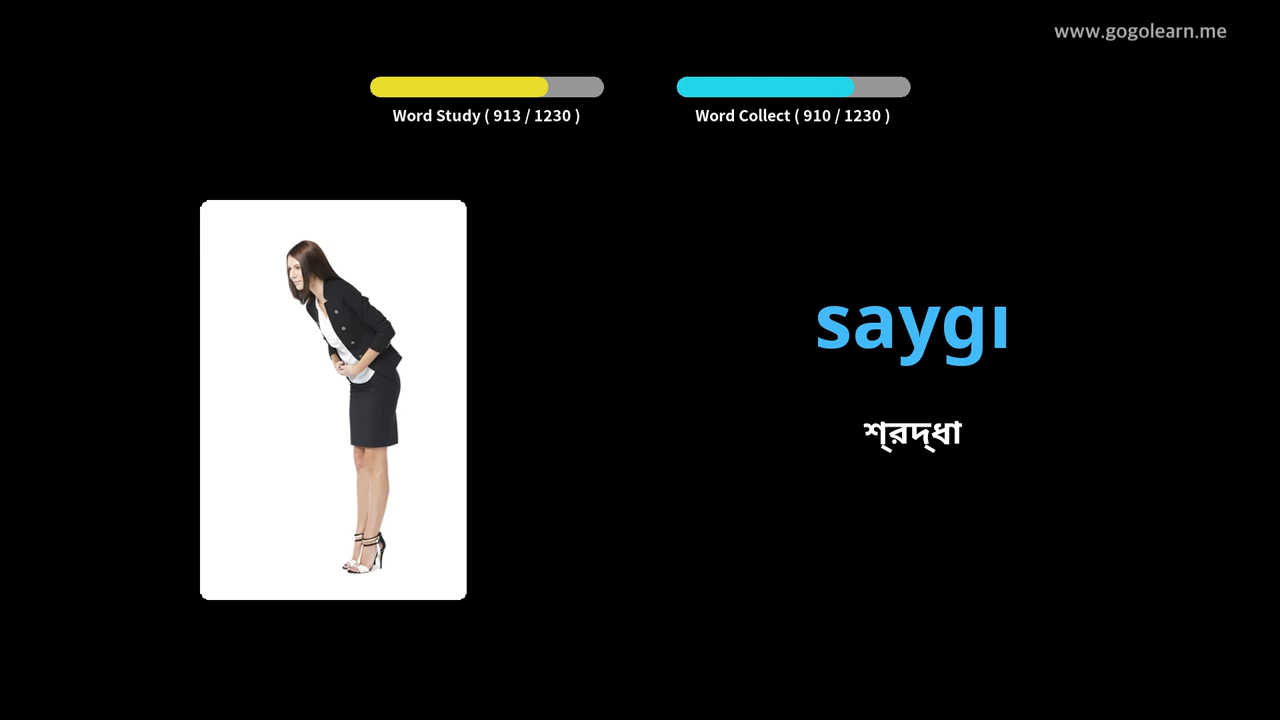 www.gogolearn.me
Word Study ( 913 / 1230 )
Word Collect ( 910 / 1230 )
saygı
শ্রদ্ধা